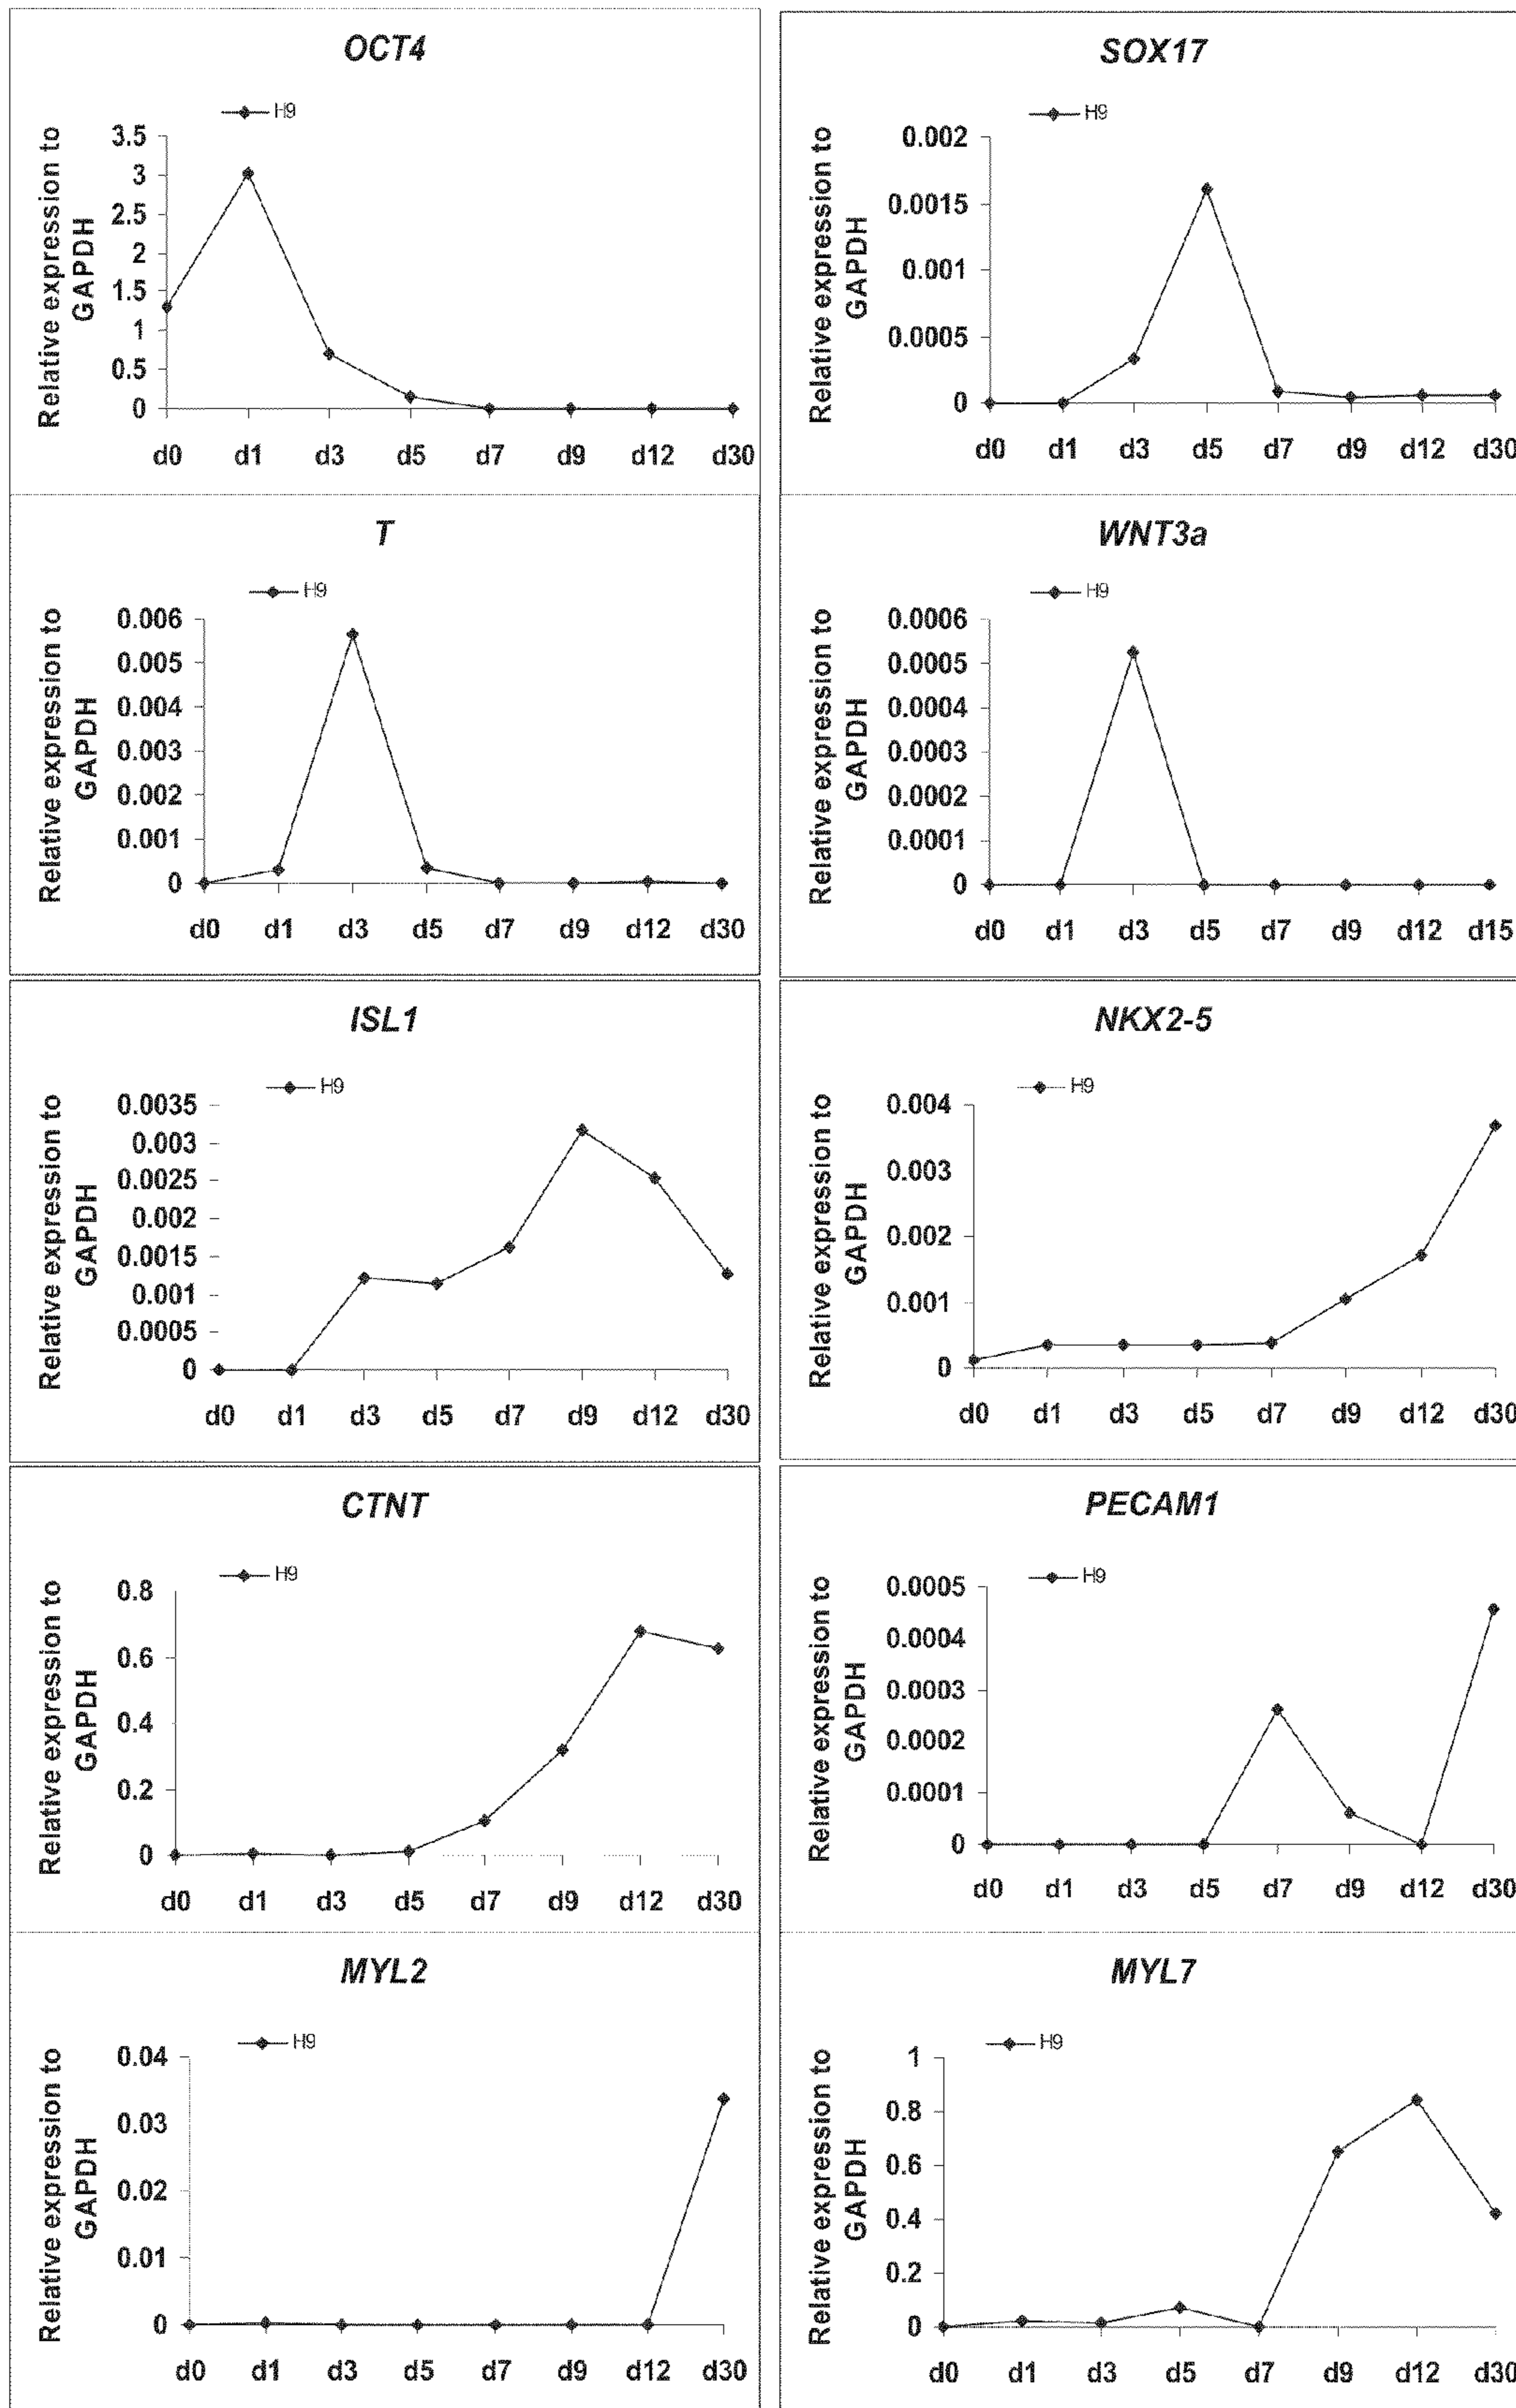 OCT4
H9
Relative expression to
GAPDH
3.5
3
2.5
2
1.5
1
0.5
0
d0 d1 d3 d5 d7 d9 d12 d30
SOX17
H9
Relative expression to
GAPDH
0.002
0.0015
0.001
0.0005
0
d0 d1 d3 d5 d7 d9 d12 d30
T
H9
Relative expression to
GAPDH
0.006
0.005
0.004
0.003
0.002
0.001
0
d0 d1 d3 d5 d7 d9 d12 d30
WNT3a
H9
Relative expression to
GAPDH
0.0006
0.0005
0.0004
0.0003
0.0002
0.0001
0
d0 d1 d3 d5 d7 d9 d12 d15
ISL1
H9
Relative expression to
GAPDH
0.0035
0.003
0.0025
0.002
0.0015
0.001
0.0005
0
d0 d1 d3 d5 d7 d9 d12 d30
NKX2-5
H9
Relative expression to
GAPDH
0.004
0.003
0.002
0.001
0
d0 d1 d3 d5 d7 d9 d12 d30
CTNT
H9
Relative expression to
GAPDH
0.8
0.6
0.4
0.2
0
d0 d1 d3 d5 d7 d9 d12 d30
PECAM1
H9
Relative expression to
GAPDH
0.0005
0.0004
0.0003
0.0002
0.0001
0
d0 d1 d3 d5 d7 d9 d12 d30
MYL2
H9
Relative expression to
GAPDH
0.04
0.03
0.02
0.01
0
d0 d1 d3 d5 d7 d9 d12 d30
MYL7
H9
Relative expression to
GAPDH
1
0.8
0.6
0.4
0.2
0
d0 d1 d3 d5 d7 d9 d12 d30